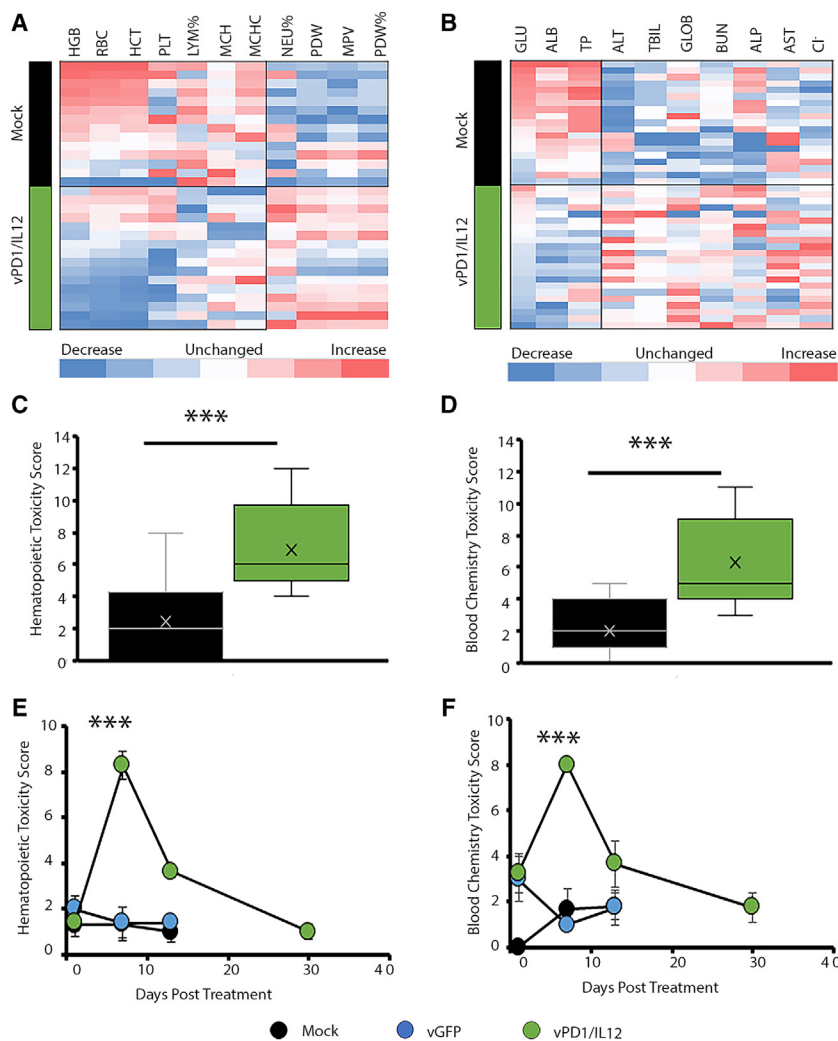 A
HGB RBC HCT PLT LYM% MCH MCHC NEU% PDW MPV PDW%
Mock
vPD1/IL12
Decrease Unchanged Increase
B
GLU ALB TP ALT TBIL GLOB BUN ALP AST Cl-
Mock
vPD1/IL12
Decrease Unchanged Increase
C
***
Hematopoietic Toxicity Score
14
12
10
8
6
4
2
0
D
***
Blood Chemistry Toxicity Score
14
12
10
8
6
4
2
0
E
***
Hematopoietic Toxicity Score
10
8
6
4
2
0
0 10 20 30 40
Days Post Treatment
F
***
Blood Chemistry Toxicity Score
10
8
6
4
2
0
0 10 20 30 40
Days Post Treatment
Mock vGFP vPD1/IL12